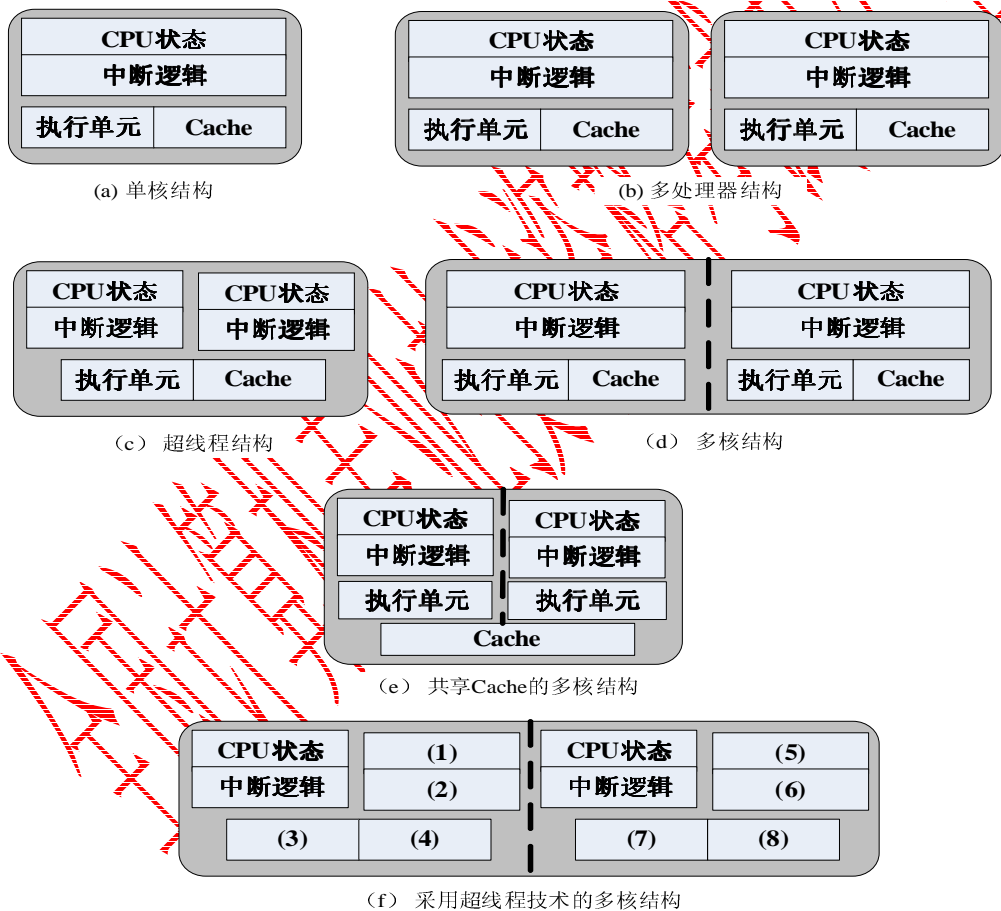 CPU状态
中断逻辑
执行单元 Cache
(a) 单核结构
CPU状态
中断逻辑
执行单元 Cache
CPU状态
中断逻辑
执行单元 Cache
(b) 多处理器结构
CPU状态
中断逻辑
CPU状态
中断逻辑
执行单元 Cache
（c） 超线程结构
CPU状态
中断逻辑
执行单元 Cache
CPU状态
中断逻辑
执行单元 Cache
（d） 多核结构
CPU状态
中断逻辑
执行单元
CPU状态
中断逻辑
执行单元
Cache
（e） 共享Cache的多核结构
CPU状态
中断逻辑
(1)
(2)
(3) (4)
CPU状态
中断逻辑
(5)
(6)
(7) (8)
（f） 采用超线程技术的多核结构